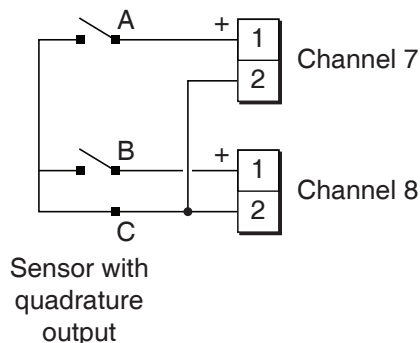 A
+
1
Channel 7
2
B
+
1
Channel 8
2
C
Sensor with
quadrature
output